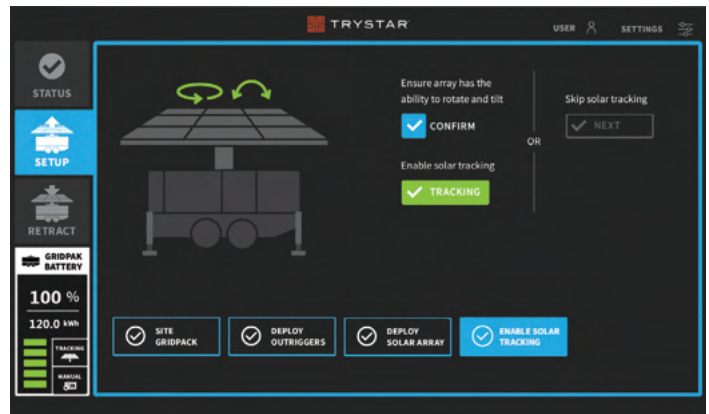 TRYSTAR
USER
SETTINGS
STATUS
SETUP
RETRACT
GRIDPAK
BATTERY
100 %
120.0 kWh
TRACKING
MANUAL
Ensure array has the
ability to rotate and tilt
CONFIRM
Enable solar tracking
TRACKING
OR
Skip solar tracking
NEXT
SITE
GRIDPACK
DEPLOY
OUTRIGGERS
DEPLOY
SOLAR ARRAY
ENABLE SOLAR
TRACKING